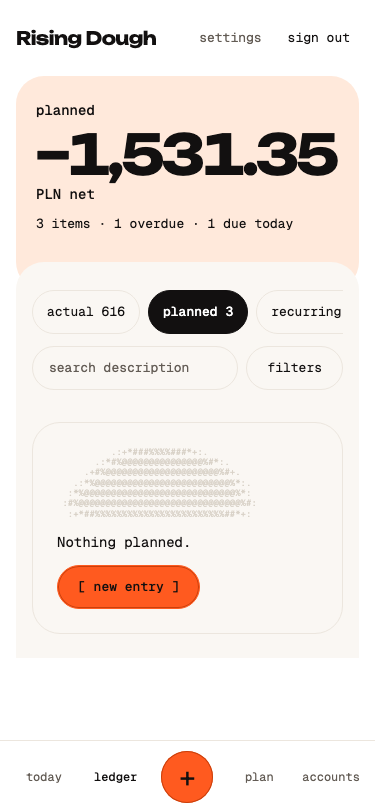 Rising Dough settings sign out
planned
−1,531.35
PLN net
3 items · 1 overdue · 1 due today
actual 616 planned 3 recurring
search description filters
Nothing planned.
[ new entry ]
today ledger + plan accounts